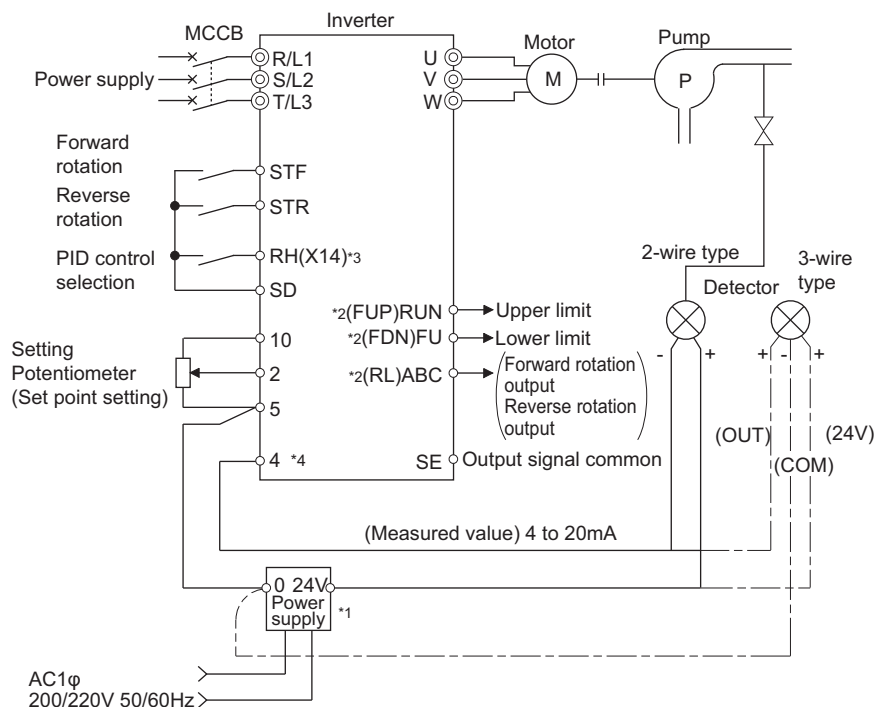 Inverter
MCCB
Power supply
R/L1
S/L2
T/L3
U
V
W
Motor
M
Pump
P
Forward
rotation
Reverse
rotation
PID control
selection
STF
STR
RH(X14)*3
SD
10
2
5
4 *4
Setting
Potentiometer
(Set point setting)
*2(FUP)RUN
Upper limit
*2(FDN)FU
Lower limit
*2(RL)ABC
Forward rotation
output
Reverse rotation
output
SE
Output signal common
2-wire type
Detector
3-wire
type
- +
+ - +
(OUT)
(24V)
(COM)
(Measured value) 4 to 20mA
0 24V
Power
supply
*1
AC1φ
200/220V 50/60Hz